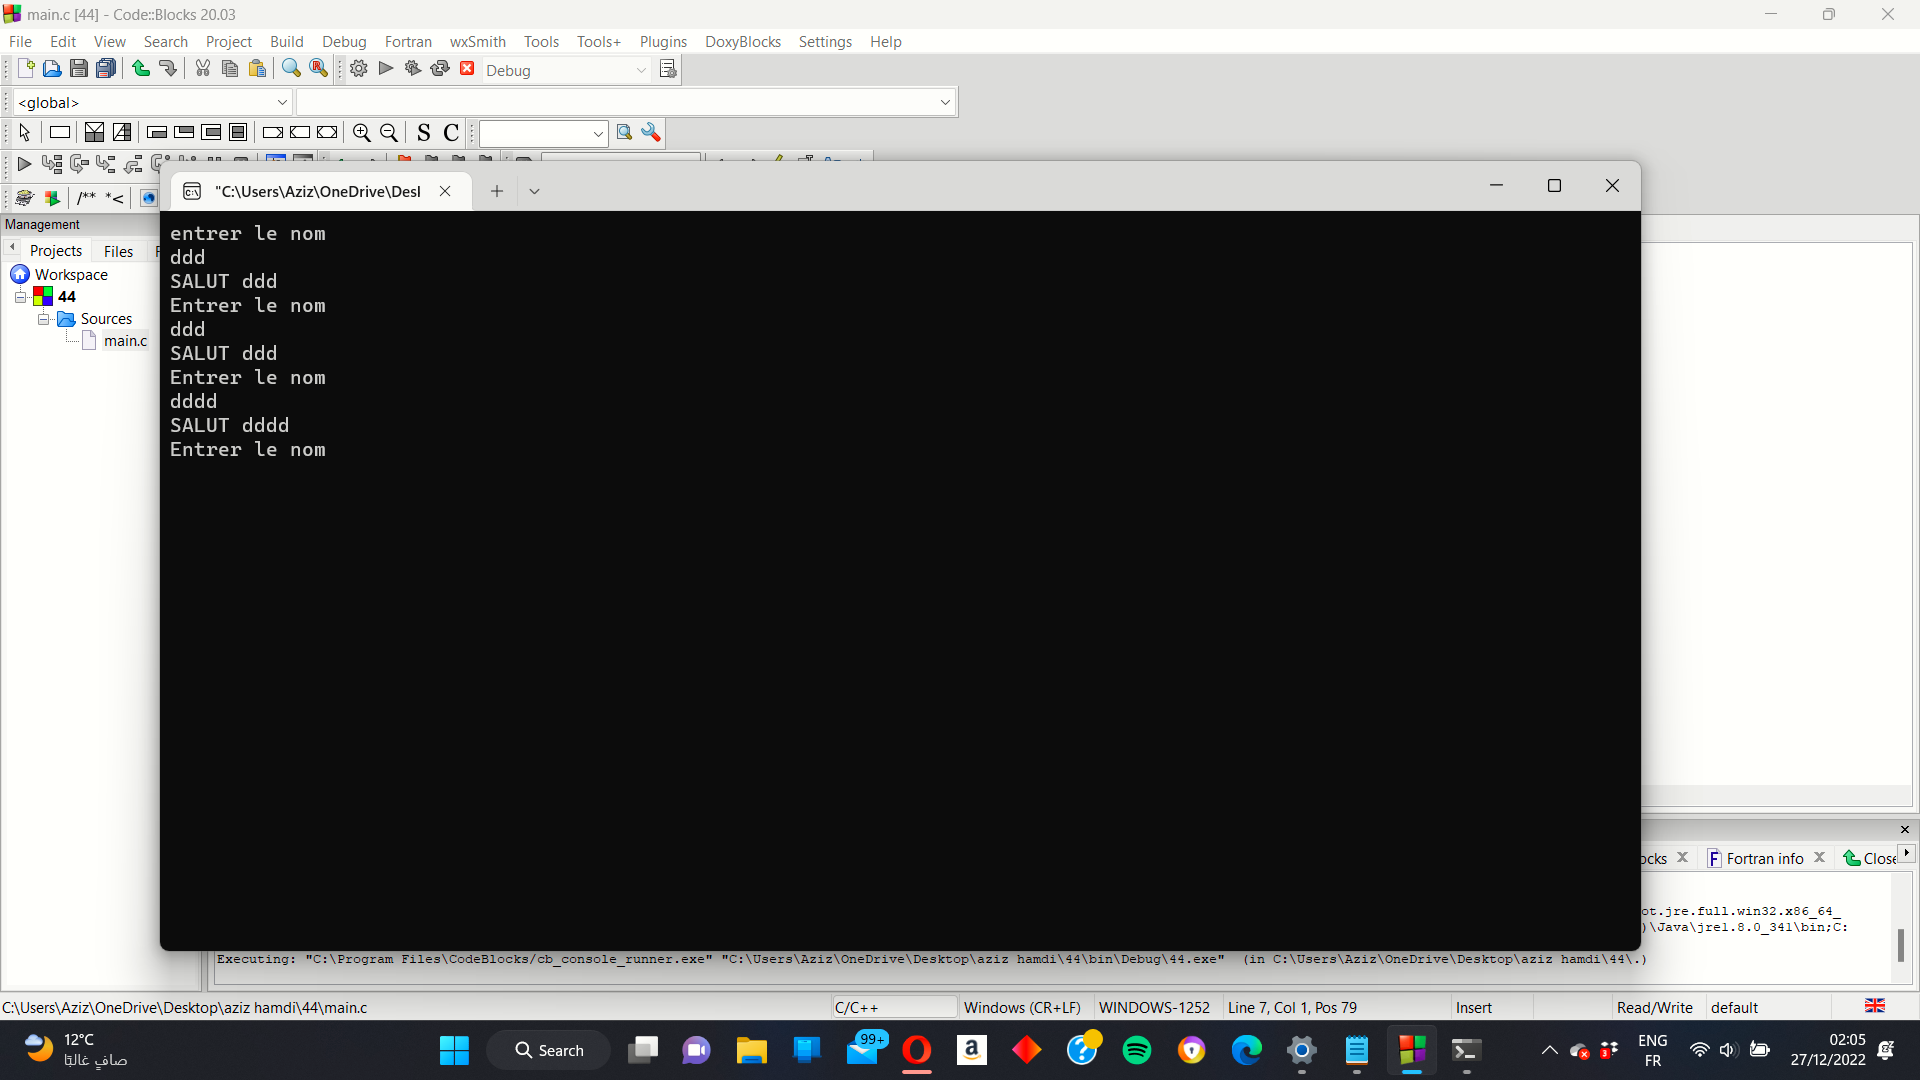 main.c [44] - Code::Blocks 20.03
File Edit View Search Project Build Debug Fortran wxSmith Tools Tools+ Plugins DoxyBlocks Settings Help
Debug
<global>
S C
/** *<
"C:\Users\Aziz\OneDrive\Desl
Management
Projects Files
Workspace
44
Sources
main.c
entrer le nom
ddd
SALUT ddd
Entrer le nom
ddd
SALUT ddd
Entrer le nom
dddd
SALUT dddd
Entrer le nom
ocks Fortran info Close
ot.jre.full.win32.x86_64_
)\Java\jre1.8.0_341\bin;C:
Executing: "C:\Program Files\CodeBlocks/cb_console_runner.exe" "C:\Users\Aziz\OneDrive\Desktop\aziz hamdi\44\bin\Debug\44.exe" (in C:\Users\Aziz\OneDrive\Desktop\aziz hamdi\44\.)
C:\Users\Aziz\OneDrive\Desktop\aziz hamdi\44\main.c C/C++ Windows (CR+LF) WINDOWS-1252 Line 7, Col 1, Pos 79 Insert Read/Write default
12°C
صافٍ غالبًا
Search
99+
a
3
ENG
FR
02:05
27/12/2022